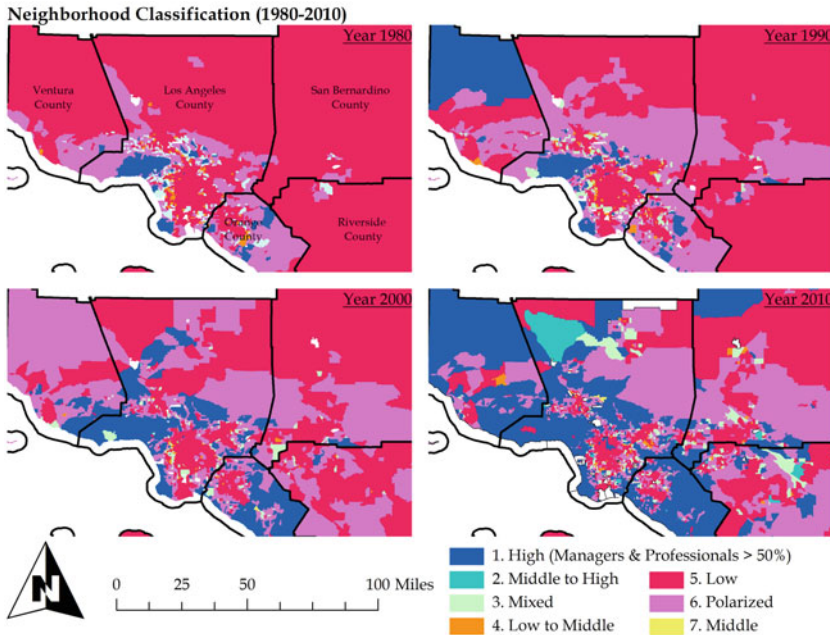 Neighborhood Classification (1980-2010)
Year 1980
Year 1990
Ventura
County
Los Angeles
County
San Bernardino
County
Orange
County
Riverside
County
Year 2000
Year 2010
N
0 25 50 100 Miles
1. High (Managers & Professionals > 50%)
2. Middle to High
3. Mixed
4. Low to Middle
5. Low
6. Polarized
7. Middle